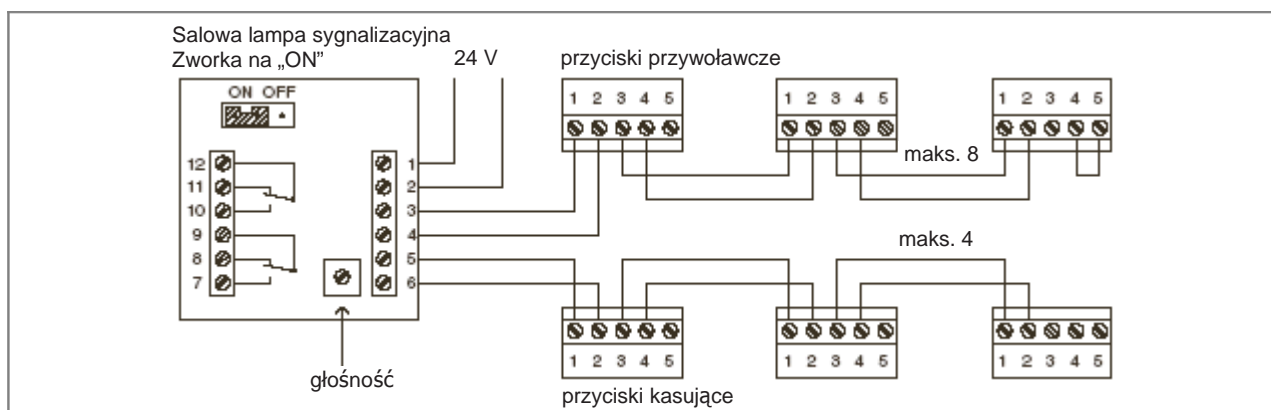 Salowa lampa sygnalizacyjna
Zworka na „ON”
24 V
przyciski przywoławcze
ON OFF
1 2 3 4 5
1 2 3 4 5
1 2 3 4 5
maks. 8
12
11
10
9
8
7
1
2
3
4
5
6
maks. 4
1 2 3 4 5
1 2 3 4 5
1 2 3 4 5
głośność
przyciski kasujące